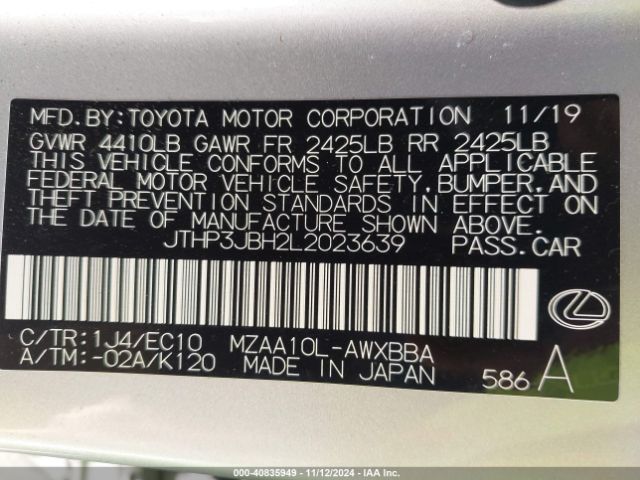 MFD.BY:TOYOTA MOTOR CORPORATION 11/19
GVWR 4410LB GAWR FR 2425LB RR 2425LB
THIS VEHICLE CONFORMS TO ALL APPLICABLE
FEDERAL MOTOR VEHICLE SAFETY,BUMPER,AND
THEFT PREVENTION STANDARDS IN EFFECT ON
THE DATE OF MANUFACTURE SHOWN ABOVE.
JTHP3JBH2L2023639 PASS.CAR
C/TR:1J4/EC10 MZAA10L-AWXBBA
A/TM:-02A/K120 MADE IN JAPAN 586 A
000-40835949 - 11/12/2024 - IAA Inc.